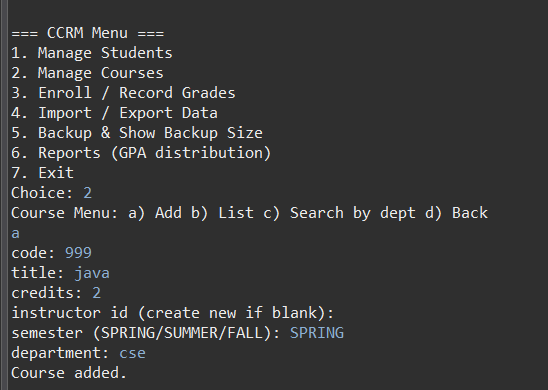 === CCRM Menu ===
1. Manage Students
2. Manage Courses
3. Enroll / Record Grades
4. Import / Export Data
5. Backup & Show Backup Size
6. Reports (GPA distribution)
7. Exit
Choice: 2
Course Menu: a) Add b) List c) Search by dept d) Back
a
code: 999
title: java
credits: 2
instructor id (create new if blank):
semester (SPRING/SUMMER/FALL): SPRING
department: cse
Course added.